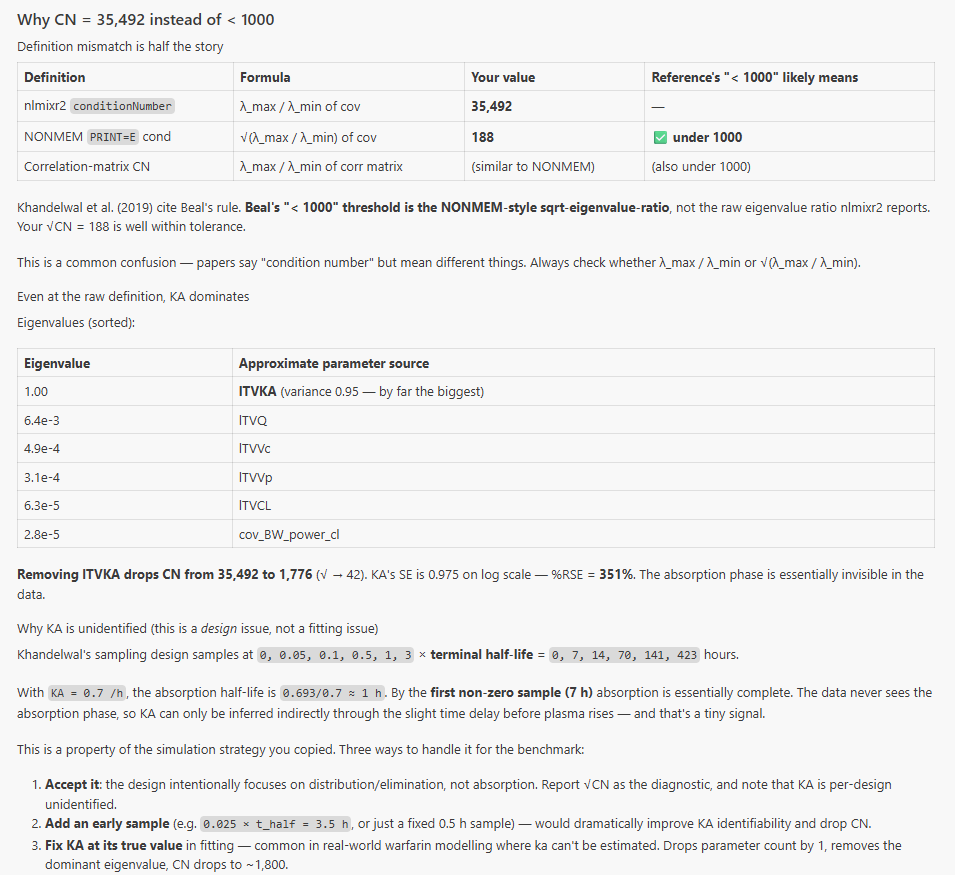 Why CN = 35,492 instead of < 1000
Definition mismatch is half the story
Definition Formula Your value Reference's "< 1000" likely means
nlmixr2 conditionNumber λ_max / λ_min of cov 35,492 —
NONMEM PRINT=E cond √(λ_max / λ_min) of cov 188 ✅ under 1000
Correlation-matrix CN λ_max / λ_min of corr matrix (similar to NONMEM) (also under 1000)
Khandelwal et al. (2019) cite Beal's rule. Beal's "< 1000" threshold is the NONMEM-style sqrt-eigenvalue-ratio, not the raw eigenvalue ratio nlmixr2 reports.
Your √CN = 188 is well within tolerance.
This is a common confusion — papers say "condition number" but mean different things. Always check whether λ_max / λ_min or √(λ_max / λ_min).
Even at the raw definition, KA dominates
Eigenvalues (sorted):
Eigenvalue Approximate parameter source
1.00 lTVKA (variance 0.95 — by far the biggest)
6.4e-3 lTVQ
4.9e-4 lTVVc
3.1e-4 lTVVp
6.3e-5 lTVCL
2.8e-5 cov_BW_power_cl
Removing lTVKA drops CN from 35,492 to 1,776 (√ → 42). KA's SE is 0.975 on log scale — %RSE = 351%. The absorption phase is essentially invisible in the
data.
Why KA is unidentified (this is a design issue, not a fitting issue)
Khandelwal's sampling design samples at 0, 0.05, 0.1, 0.5, 1, 3 × terminal half-life = 0, 7, 14, 70, 141, 423 hours.
With KA = 0.7 /h, the absorption half-life is 0.693/0.7 ≈ 1 h. By the first non-zero sample (7 h) absorption is essentially complete. The data never sees the
absorption phase, so KA can only be inferred indirectly through the slight time delay before plasma rises — and that's a tiny signal.
This is a property of the simulation strategy you copied. Three ways to handle it for the benchmark:
1. Accept it: the design intentionally focuses on distribution/elimination, not absorption. Report √CN as the diagnostic, and note that KA is per-design
unidentified.
2. Add an early sample (e.g. 0.025 × t_half = 3.5 h, or just a fixed 0.5 h sample) — would dramatically improve KA identifiability and drop CN.
3. Fix KA at its true value in fitting — common in real-world warfarin modelling where ka can't be estimated. Drops parameter count by 1, removes the
dominant eigenvalue, CN drops to ~1,800.